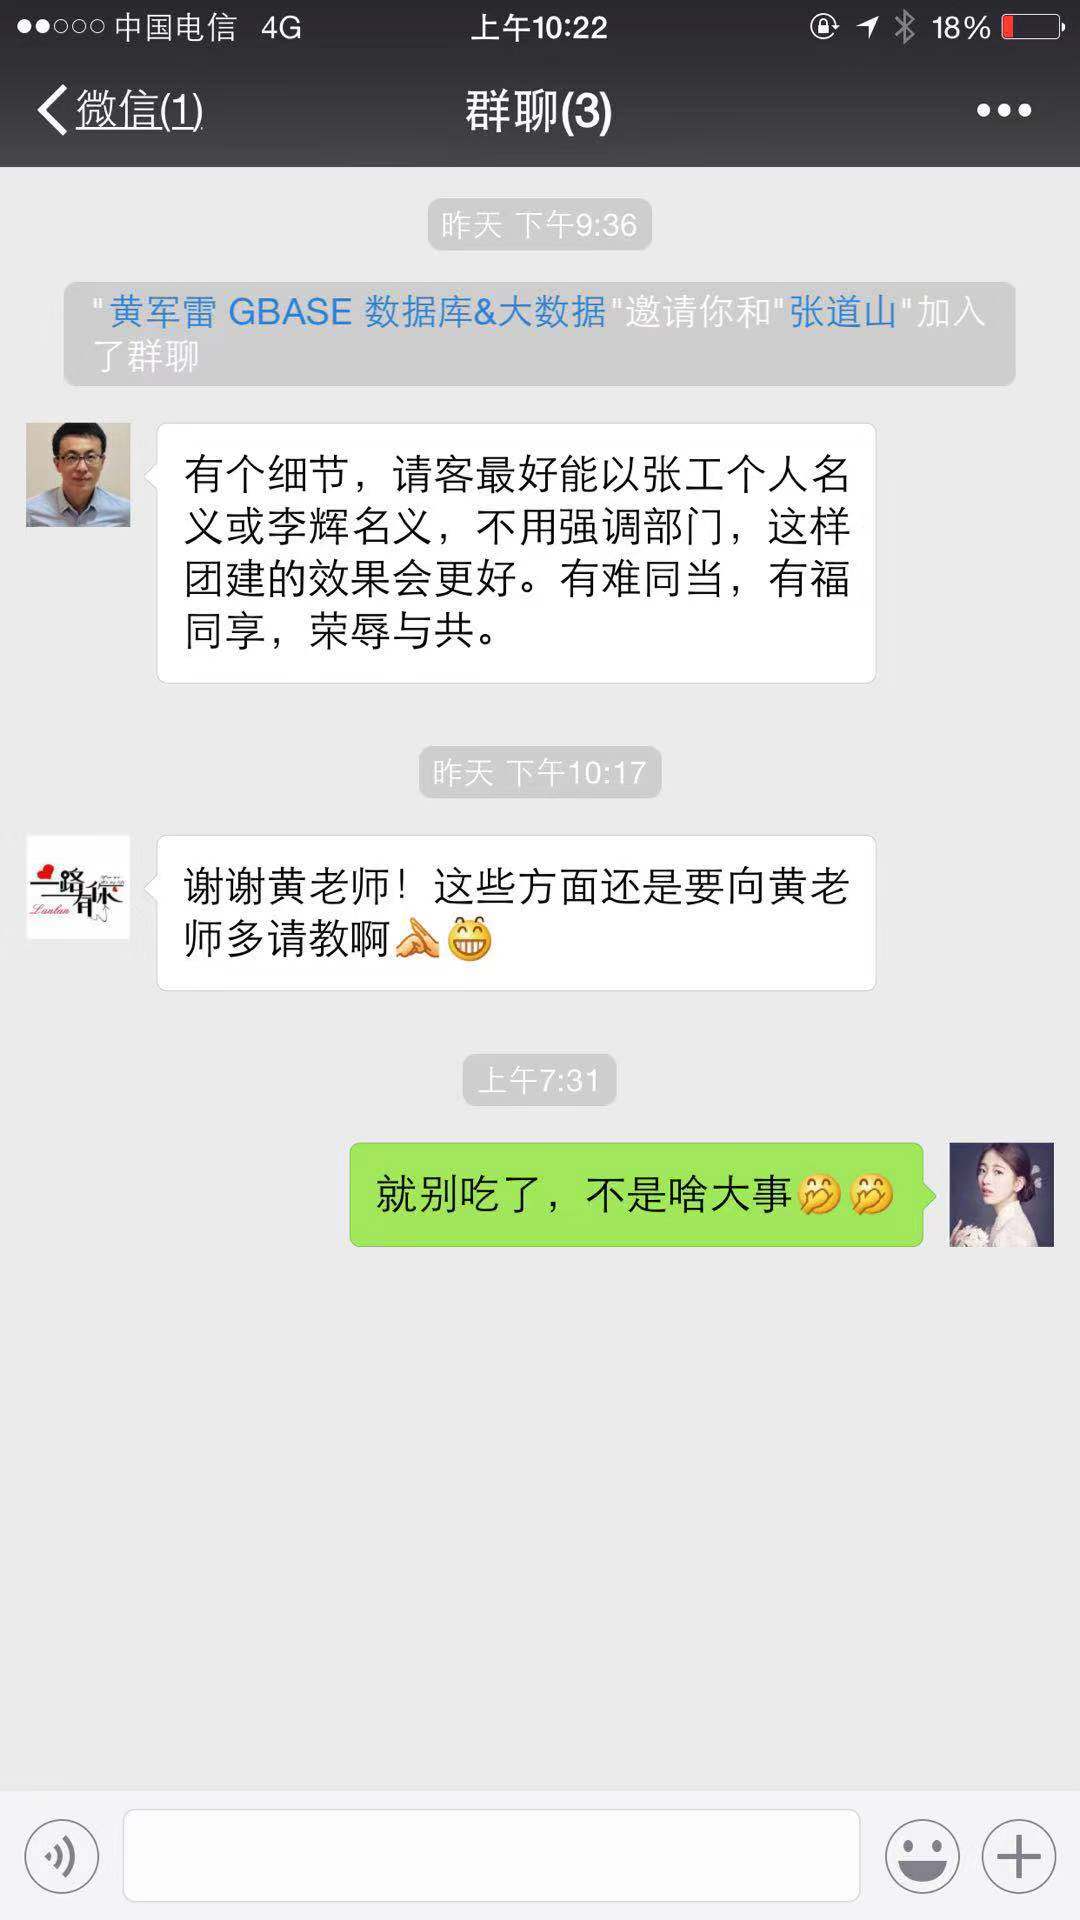 中国电信 4G 上午10:22 18%
微信(1) 群聊(3)
昨天 下午9:36
"黄军雷 GBASE 数据库&大数据"邀请你和"张道山"加入
了群聊
有个细节，请客最好能以张工个人名
义或李辉名义，不用强调部门，这样
团建的效果会更好。有难同当，有福
同享，荣辱与共。
昨天 下午10:17
一路有你
谢谢黄老师！这些方面还是要向黄老
师多请教啊
上午7:31
就别吃了，不是啥大事🤭🤭